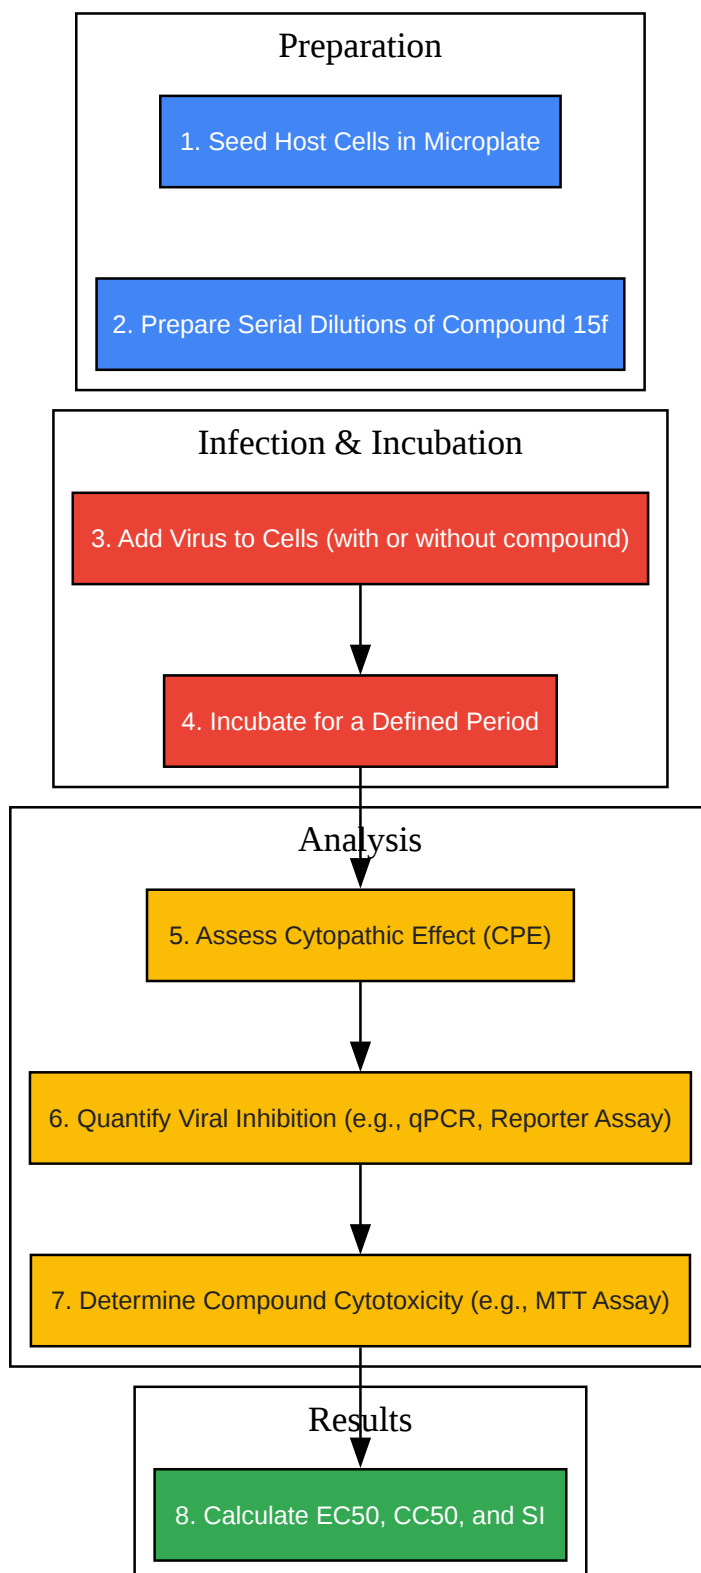 Preparation
1. Seed Host Cells in Microplate
2. Prepare Serial Dilutions of Compound 15f
Infection & Incubation
3. Add Virus to Cells (with or without compound)
4. Incubate for a Defined Period
Analysis
5. Assess Cytopathic Effect (CPE)
6. Quantify Viral Inhibition (e.g., qPCR, Reporter Assay)
7. Determine Compound Cytotoxicity (e.g., MTT Assay)
Results
8. Calculate EC50, CC50, and SI